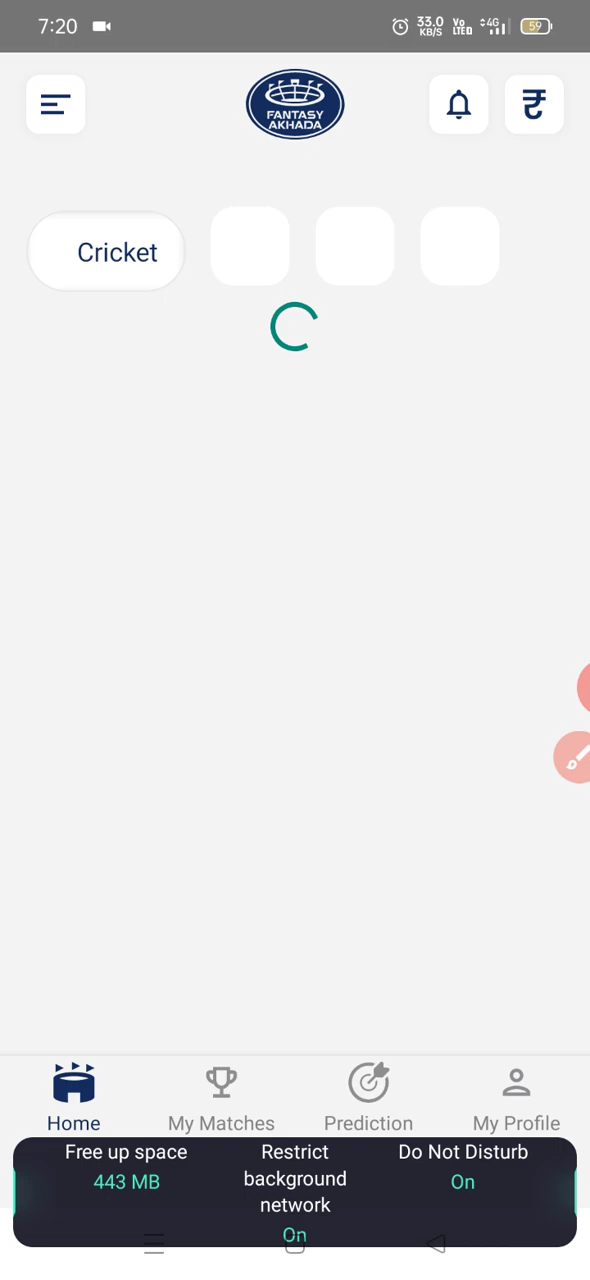 7:20
33.0
KB/S
Vo
LTE
4G
59
FANTASY
AKHADA
Cricket
Home
My Matches
Prediction
My Profile
Free up space
443 MB
Restrict
background
network
On
Do Not Disturb
On